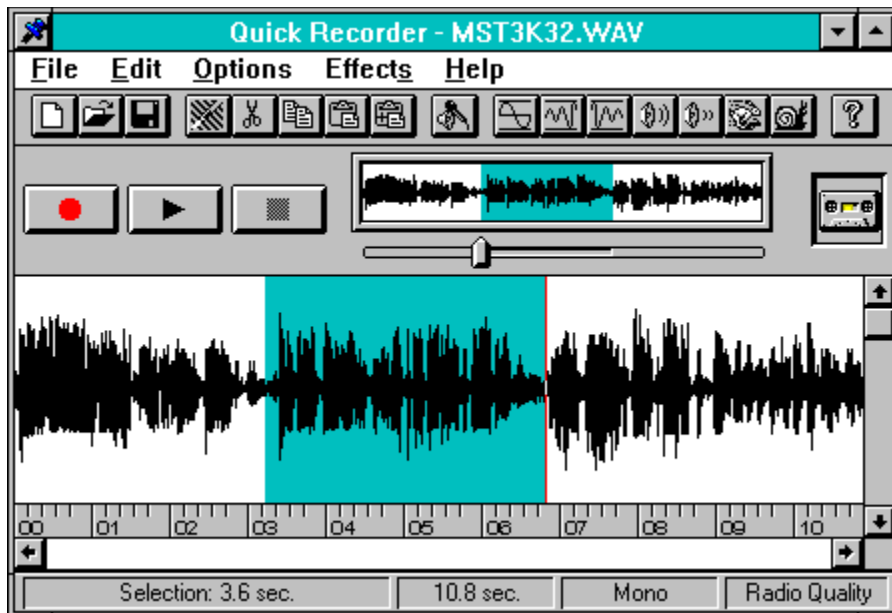 Quick Recorder - MST3K32.WAV
File Edit Options Effects Help
?
00 01 02 03 04 05 06 07 08 09 10
Selection: 3.6 sec. 10.8 sec. Mono Radio Quality